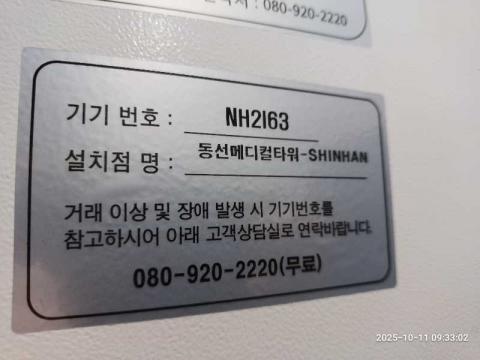 : 080-920-2220
기기 번호 : NH2163
설치점 명 : 동선메디컬타워-SHINHAN
거래 이상 및 장애 발생 시 기기번호를
참고하시어 아래 고객상담실로 연락바랍니다.
080-920-2220(무료)
2025-10-11 09:33:02